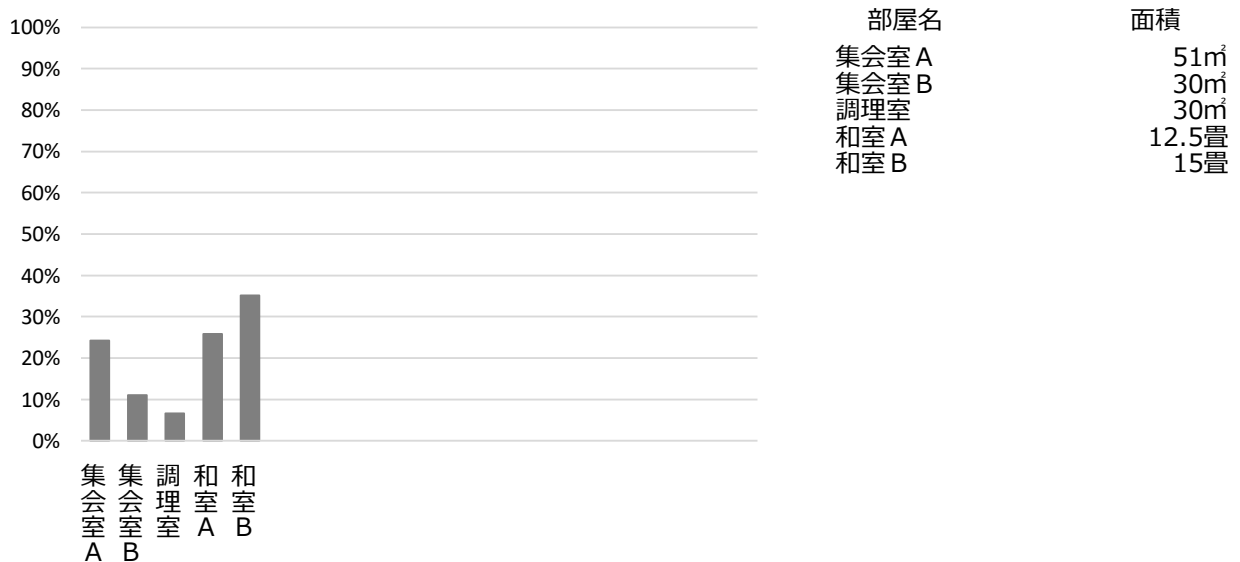 100%
90%
80%
70%
60%
50%
40%
30%
20%
10%
0%
集会室Ａ
集会室Ｂ
調理室
和室Ａ
和室Ｂ
部屋名 面積
集会室Ａ 51㎡
集会室Ｂ 30㎡
調理室 30㎡
和室Ａ 12.5畳
和室Ｂ 15畳